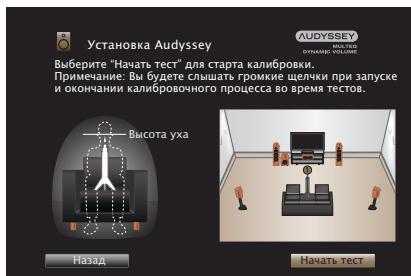 Установка Audyssey
AUDYSSEY
MULTEQ
DYNAMIC VOLUME
Выберите “Начать тест” для старта калибровки.
Примечание: Вы будете слышать громкие щелчки при запуске
и окончании калибровочного процесса во время тестов.
Высота уха
Назад
Начать тест